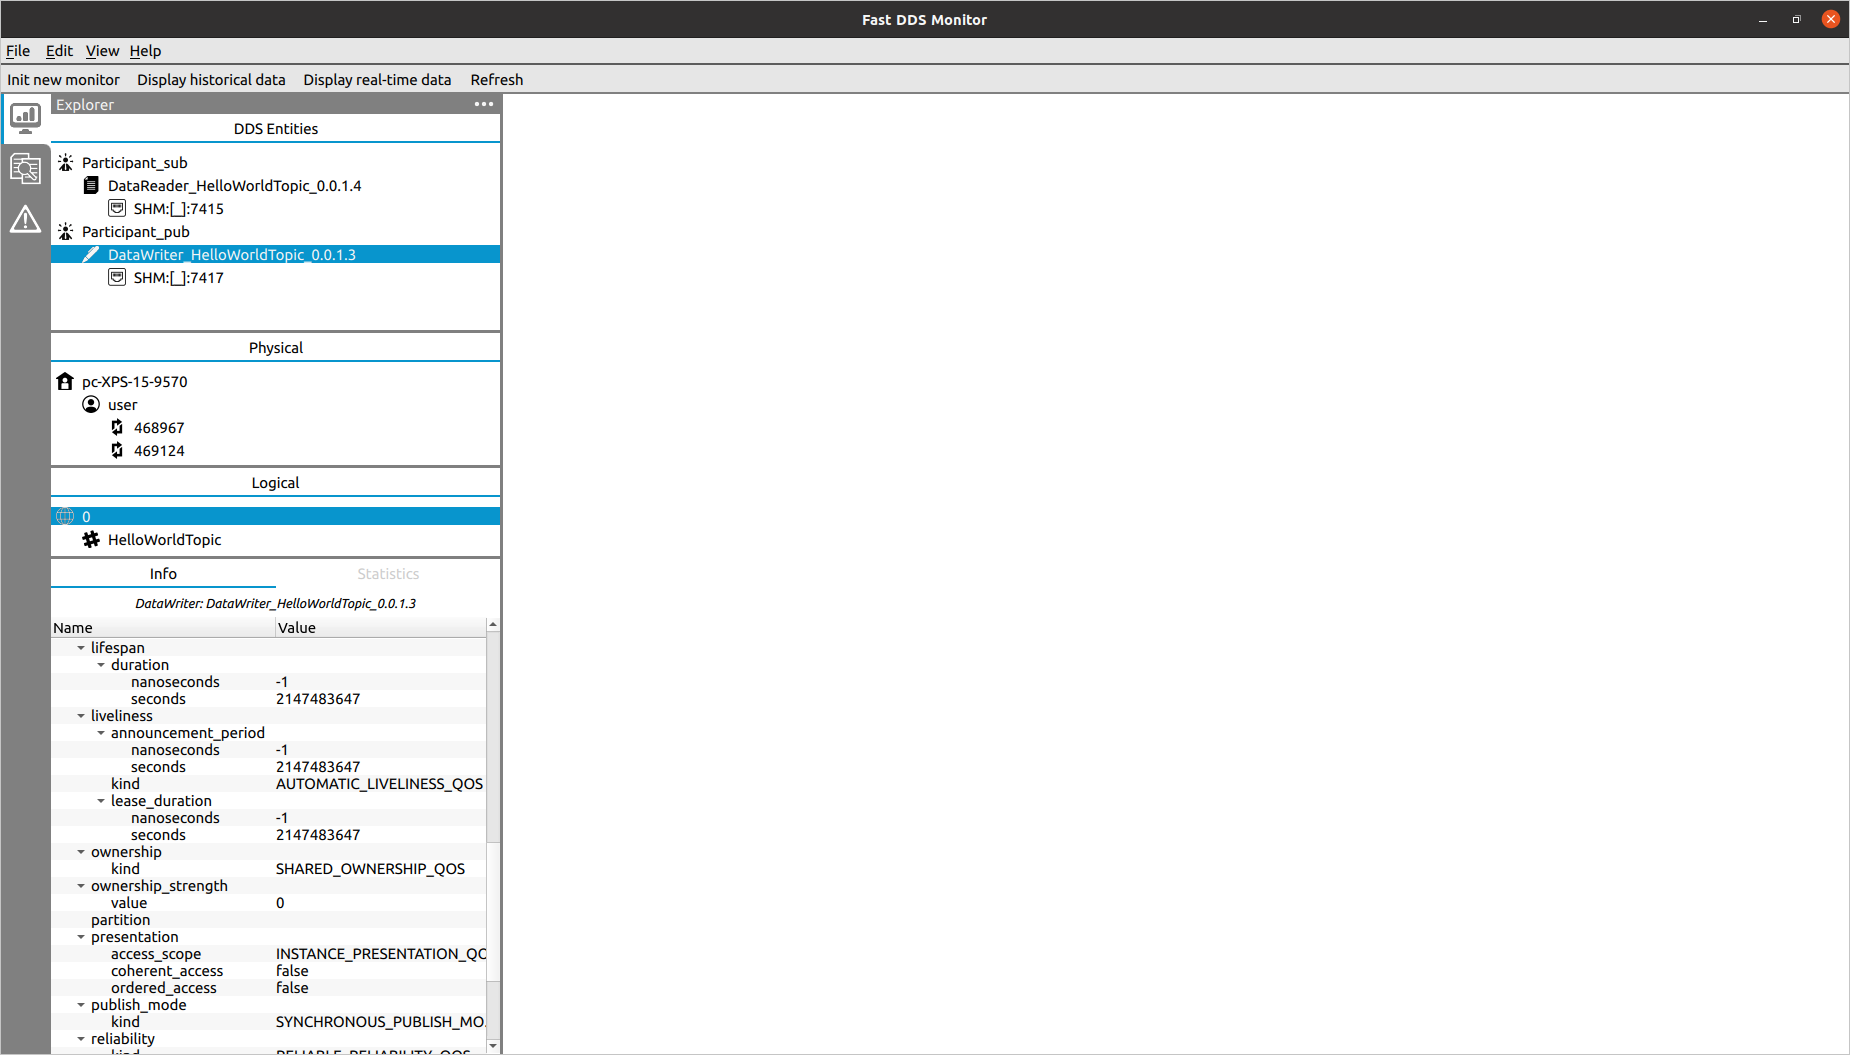 Fast DDS Monitor
File Edit View Help
Init new monitor Display historical data Display real-time data Refresh
Explorer
DDS Entities
Participant_sub
DataReader_HelloWorldTopic_0.0.1.4
SHM:[_]:7415
Participant_pub
DataWriter_HelloWorldTopic_0.0.1.3
SHM:[_]:7417
Physical
pc-XPS-15-9570
user
468967
469124
Logical
0
HelloWorldTopic
Info Statistics
DataWriter: DataWriter_HelloWorldTopic_0.0.1.3
Name Value
lifespan
duration
nanoseconds -1
seconds 2147483647
liveliness
announcement_period
nanoseconds -1
seconds 2147483647
kind AUTOMATIC_LIVELINESS_QOS
lease_duration
nanoseconds -1
seconds 2147483647
ownership
kind SHARED_OWNERSHIP_QOS
ownership_strength
value 0
partition
presentation
access_scope INSTANCE_PRESENTATION_QO
coherent_access false
ordered_access false
publish_mode
kind SYNCHRONOUS_PUBLISH_MO...
reliability
kind RELIABLE_RELIABILITY_QOS